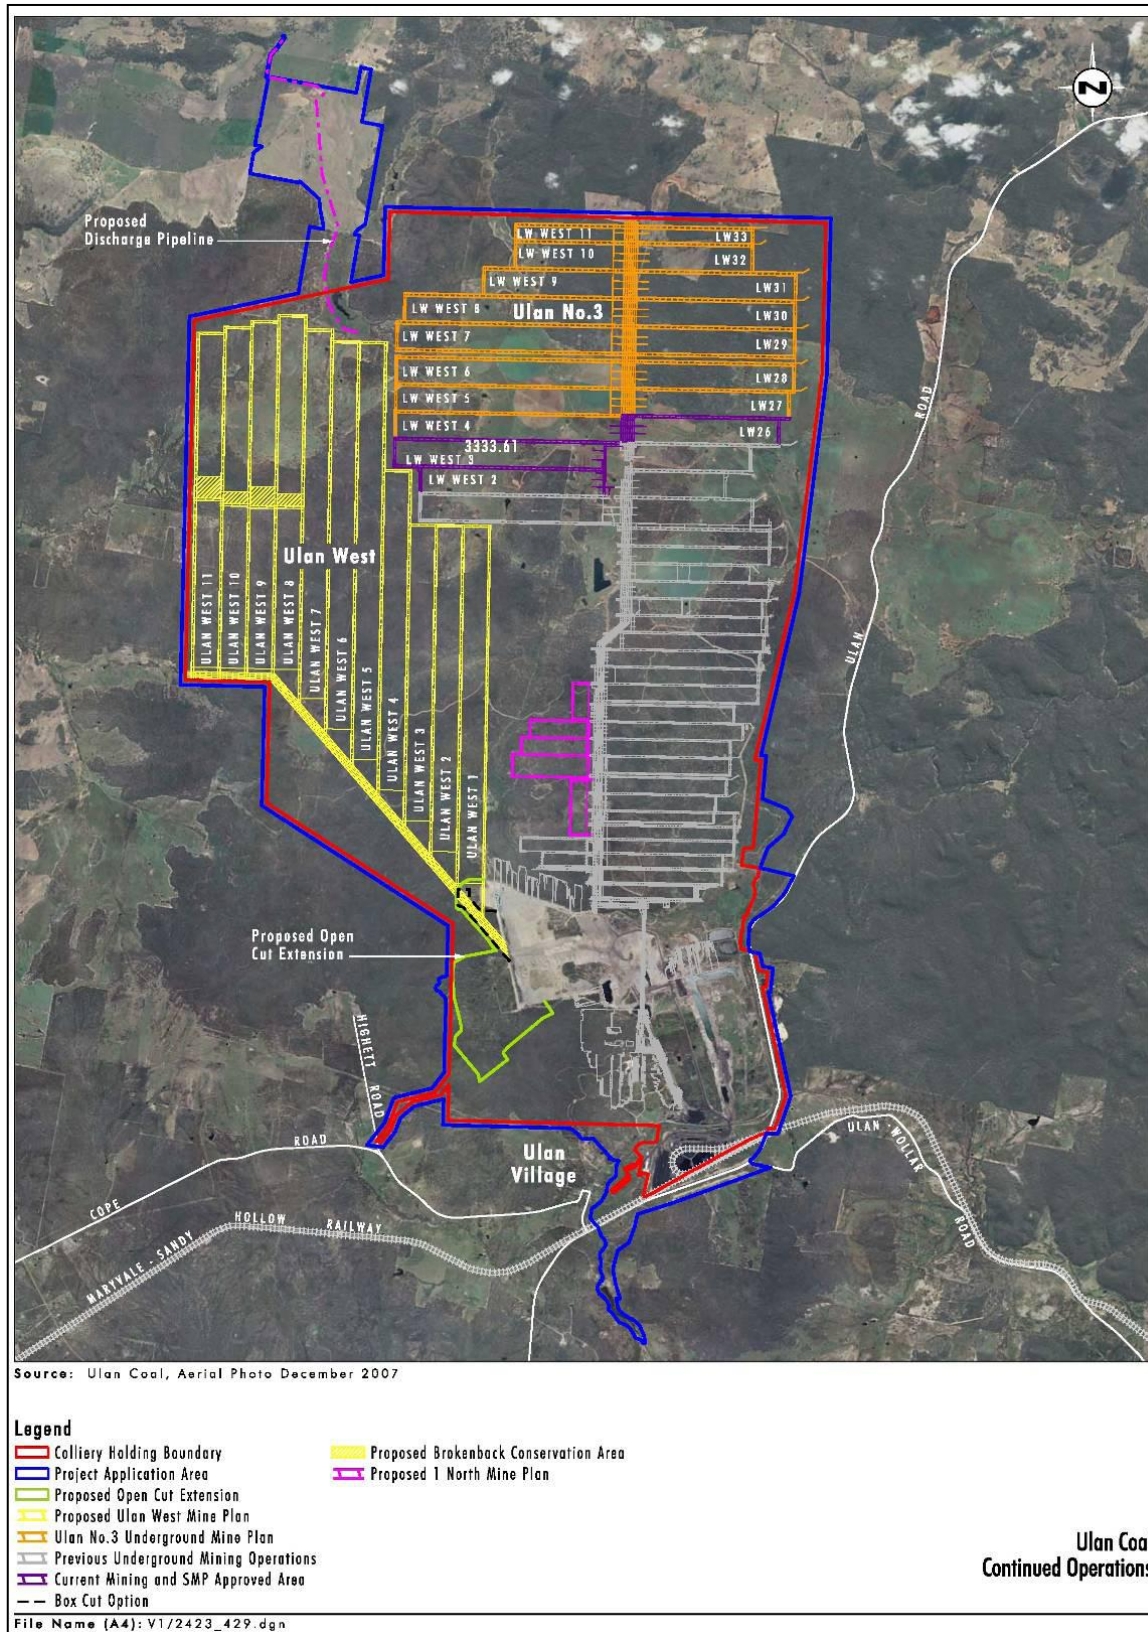 N
Proposed
Discharge Pipeline
LW WEST 11
LW33
LW WEST 10
LW32
LW WEST 9
LW31
LW WEST 8
Ulan No.3
LW30
LW WEST 7
LW29
LW WEST 6
LW28
LW WEST 5
LW27
LW WEST 4
LW26
3333.61
LW WEST 3
LW WEST 2
ROAD
ULAN
Ulan West
ULAN WEST 11
ULAN WEST 10
ULAN WEST 9
ULAN WEST 8
ULAN WEST 7
ULAN WEST 6
ULAN WEST 5
ULAN WEST 4
ULAN WEST 3
ULAN WEST 2
ULAN WEST 1
Proposed Open
Cut Extension
HIGHETT ROAD
COPE ROAD
Ulan
Village
ULAN - WOLLAR ROAD
MARYVALE - SANDY HOLLOW RAILWAY
Source: Ulan Coal, Aerial Photo December 2007
Legend
Colliery Holding Boundary
Project Application Area
Proposed Open Cut Extension
Proposed Ulan West Mine Plan
Ulan No.3 Underground Mine Plan
Previous Underground Mining Operations
Current Mining and SMP Approved Area
Box Cut Option
Proposed Brokenback Conservation Area
Proposed 1 North Mine Plan
Ulan Coa
Continued Operations
File Name (A4): V1/2423_429.dgn